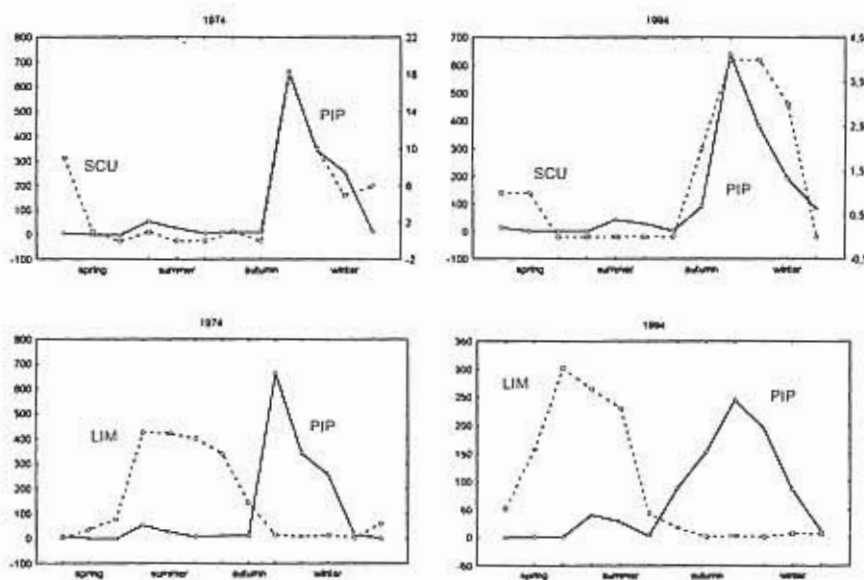 1974
800
700
600
500
400
300
200
100
0
-100
22
18
14
10
6
2
-2
SCU
PIP
spring
summer
autumn
winter
1994
700
600
500
400
300
200
100
0
-100
4,5
3,5
2,5
1,5
0,5
-0,5
SCU
PIP
spring
summer
autumn
winter
1974
800
700
600
500
400
300
200
100
0
-100
LIM
PIP
spring
summer
autumn
winter
1994
350
300
250
200
150
100
50
0
-50
LIM
PIP
spring
summer
autumn
winter